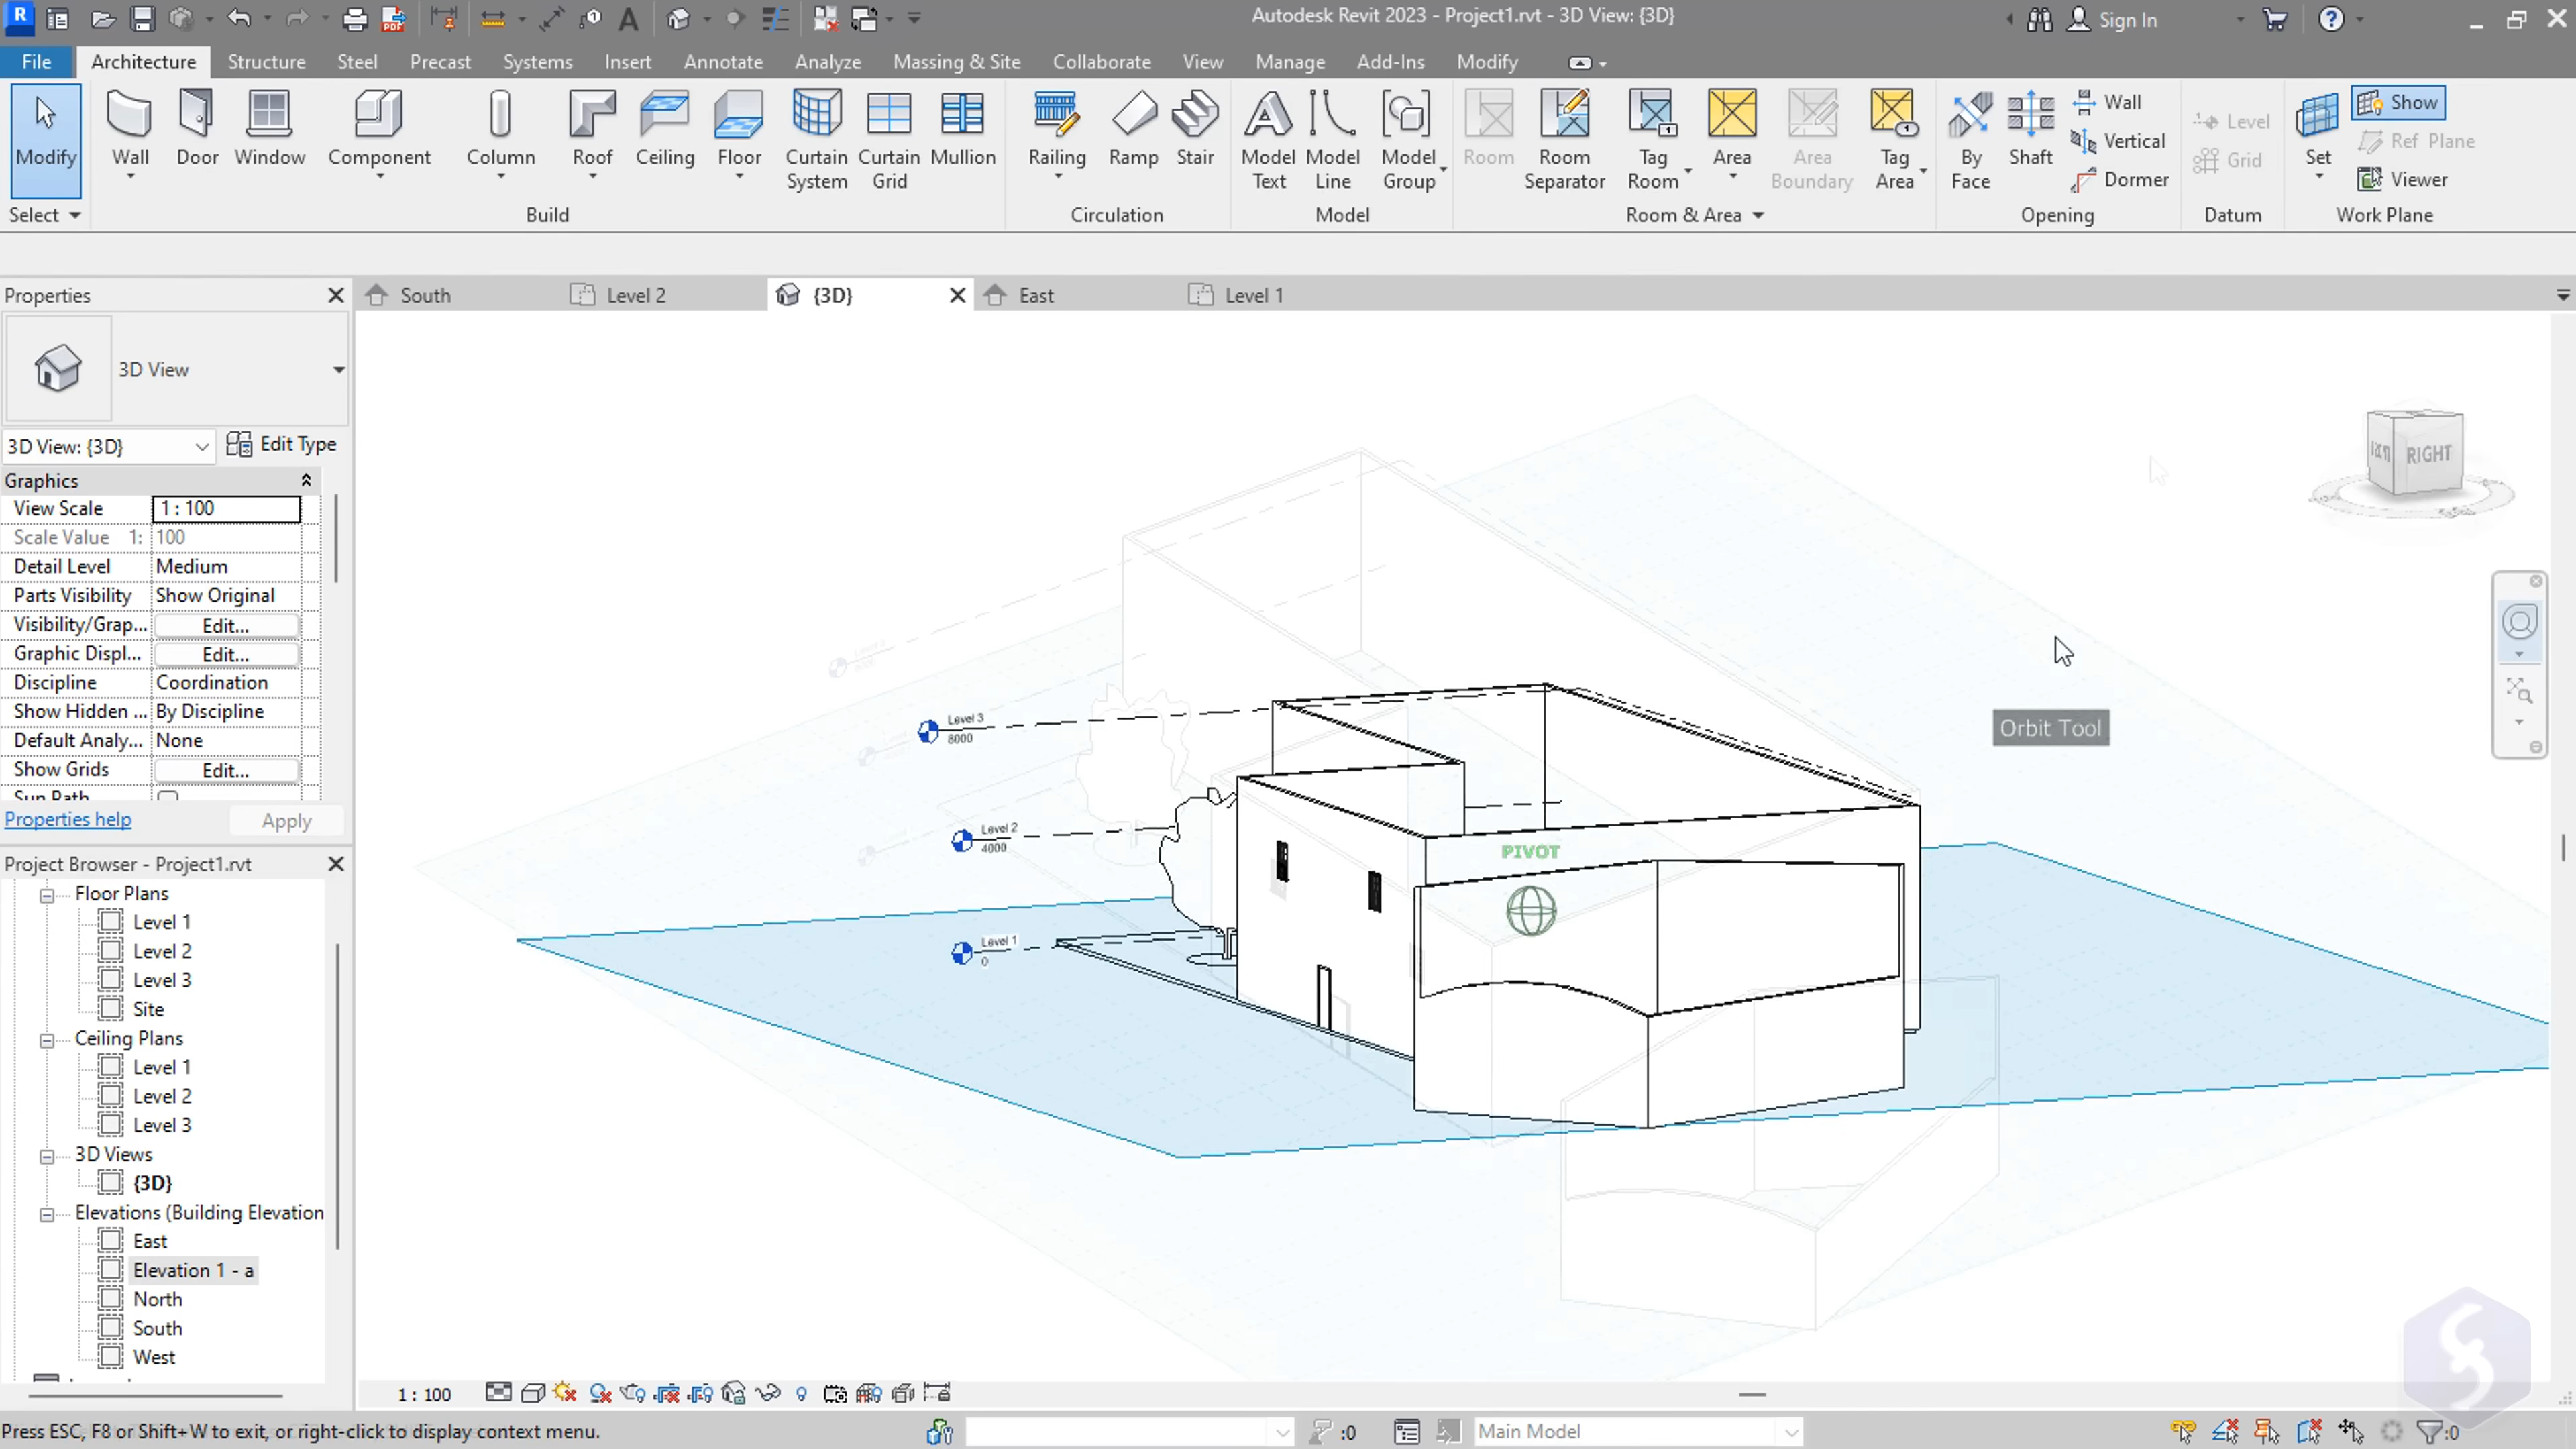 Autodesk Revit 2023 - Project1.rvt - 3D View: {3D}
Sign In
File Architecture Structure Steel Precast Systems Insert Annotate Analyze Massing & Site Collaborate View Manage Add-Ins Modify
Modify
Wall
Door
Window
Component
Column
Roof
Ceiling
Floor
Curtain System
Curtain Grid
Mullion
Railing
Ramp
Stair
Model Text
Model Line
Model Group
Room
Room Separator
Tag Room
Area
Area Boundary
Tag Area
By Face
Shaft
Wall
Vertical
Dormer
Level
Grid
Set
Show
Ref Plane
Viewer
Select Build Circulation Model Room & Area Opening Datum Work Plane
Properties
South
Level 2
{3D}
East
Level 1
3D View
3D View: {3D}
Edit Type
Graphics
View Scale 1 : 100
Scale Value 1: 100
Detail Level Medium
Parts Visibility Show Original
Visibility/Grap... Edit...
Graphic Displ... Edit...
Discipline Coordination
Show Hidden ... By Discipline
Default Analy... None
Show Grids Edit...
Sun Path
Properties help
Apply
Project Browser - Project1.rvt
Floor Plans
Level 1
Level 2
Level 3
Site
Ceiling Plans
Level 1
Level 2
Level 3
3D Views
{3D}
Elevations (Building Elevation
East
Elevation 1 - a
North
South
West
RIGHT
Level 3
8000
Level 2
4000
Level 1
0
PIVOT
Orbit Tool
1 : 100
Press ESC, F8 or Shift+W to exit, or right-click to display context menu.
:0
Main Model
:0